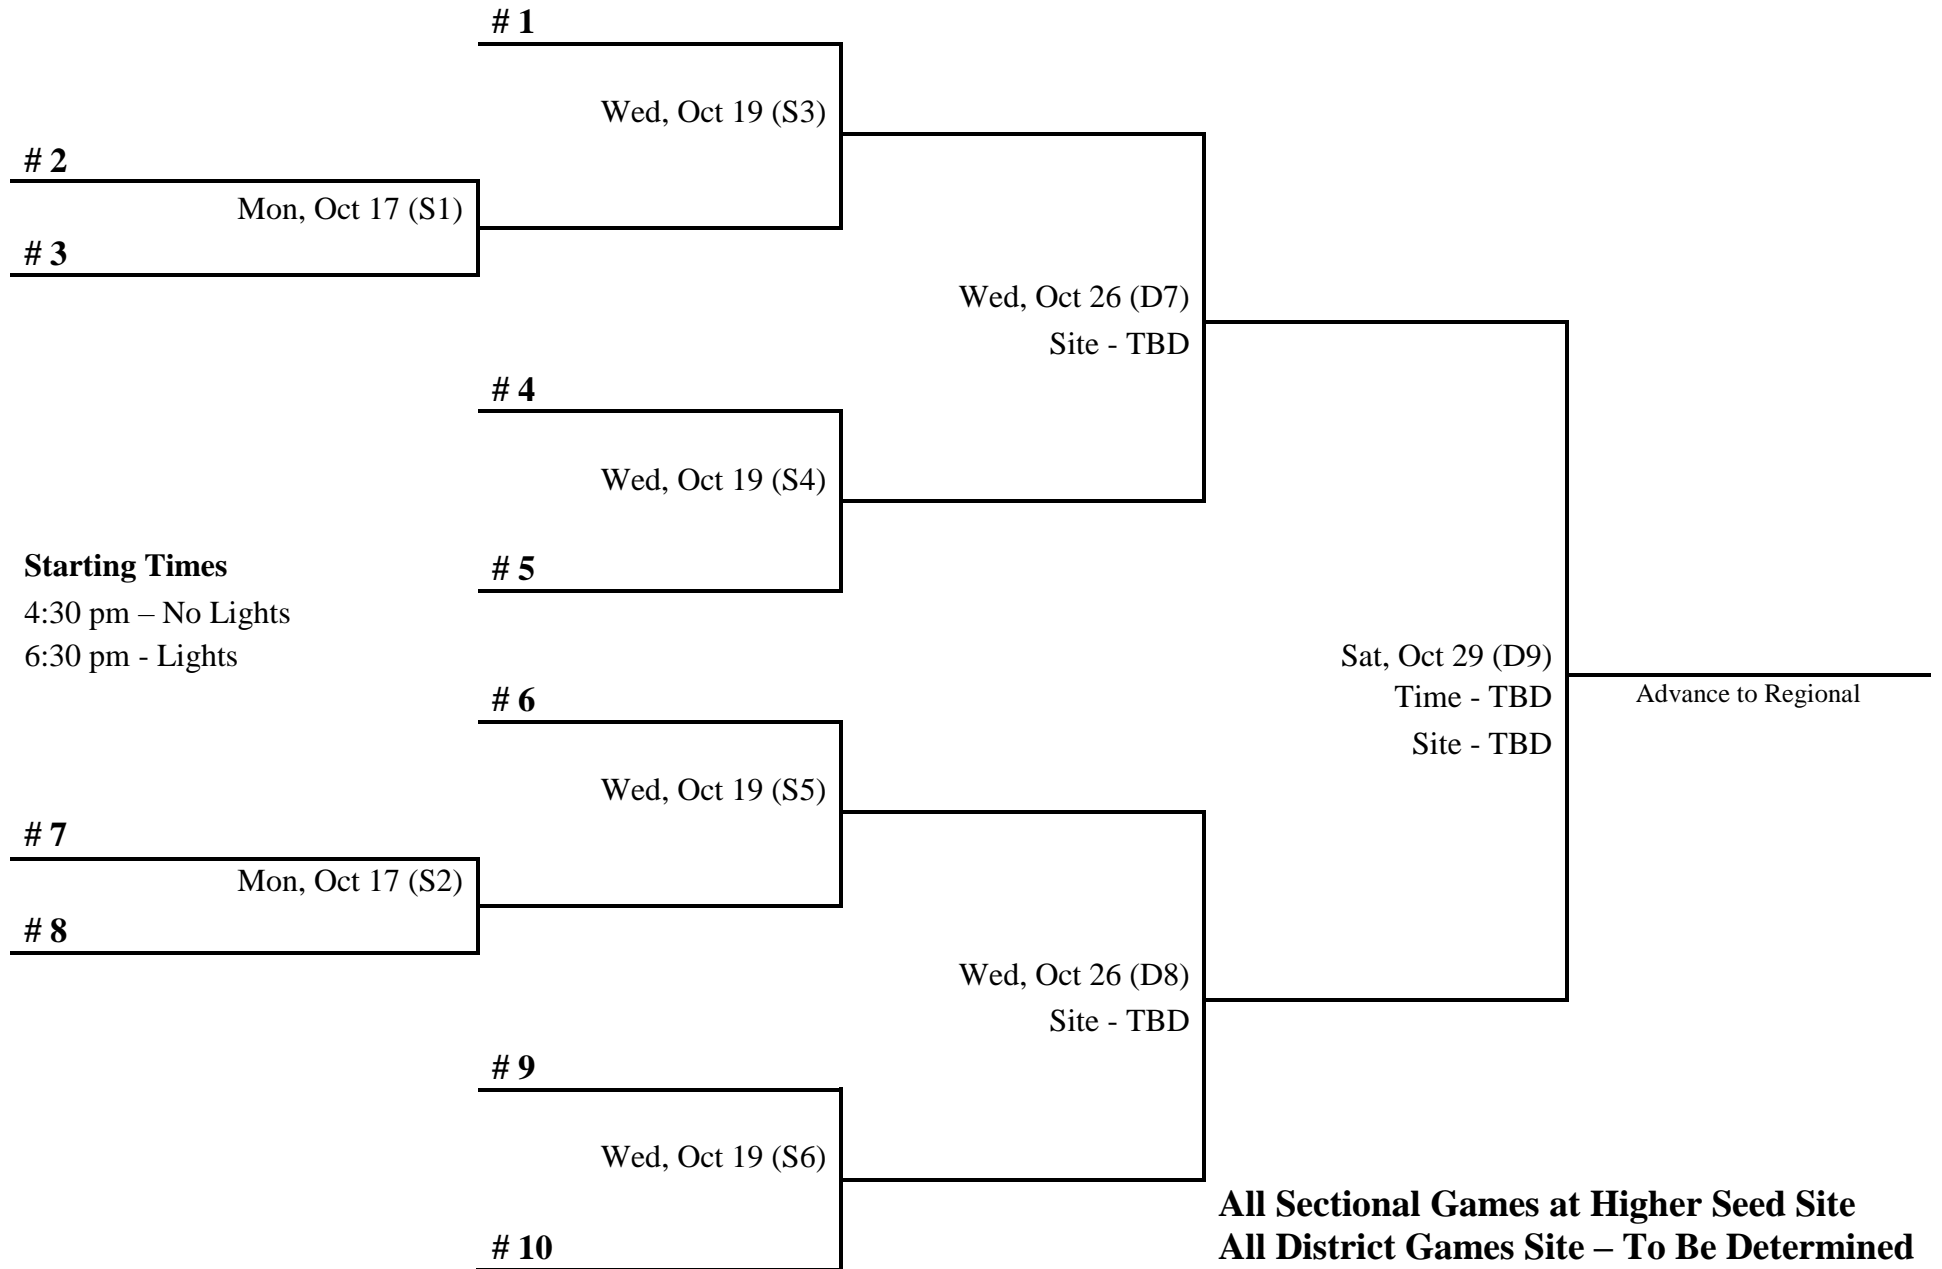 # 1
Wed, Oct 19 (S3)
# 2
Mon, Oct 17 (S1)
# 3
Wed, Oct 26 (D7)
Site - TBD
# 4
Wed, Oct 19 (S4)
# 5
Starting Times
4:30 pm – No Lights
6:30 pm - Lights
Sat, Oct 29 (D9)
Time - TBD
Site - TBD
Advance to Regional
# 6
Wed, Oct 19 (S5)
# 7
Mon, Oct 17 (S2)
# 8
Wed, Oct 26 (D8)
Site - TBD
# 9
Wed, Oct 19 (S6)
# 10
All Sectional Games at Higher Seed Site
All District Games Site – To Be Determined